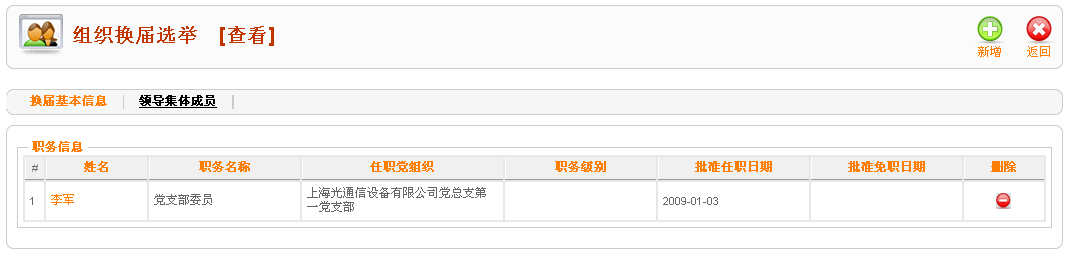 组织换届选举 [查看]
新增 返回
换届基本信息 领导集体成员
职务信息
# 姓名 职务名称 任职党组织 职务级别 批准任职日期 批准免职日期 删除
1 李军 党支部委员 上海光通信设备有限公司党总支第 2009-01-03
一党支部